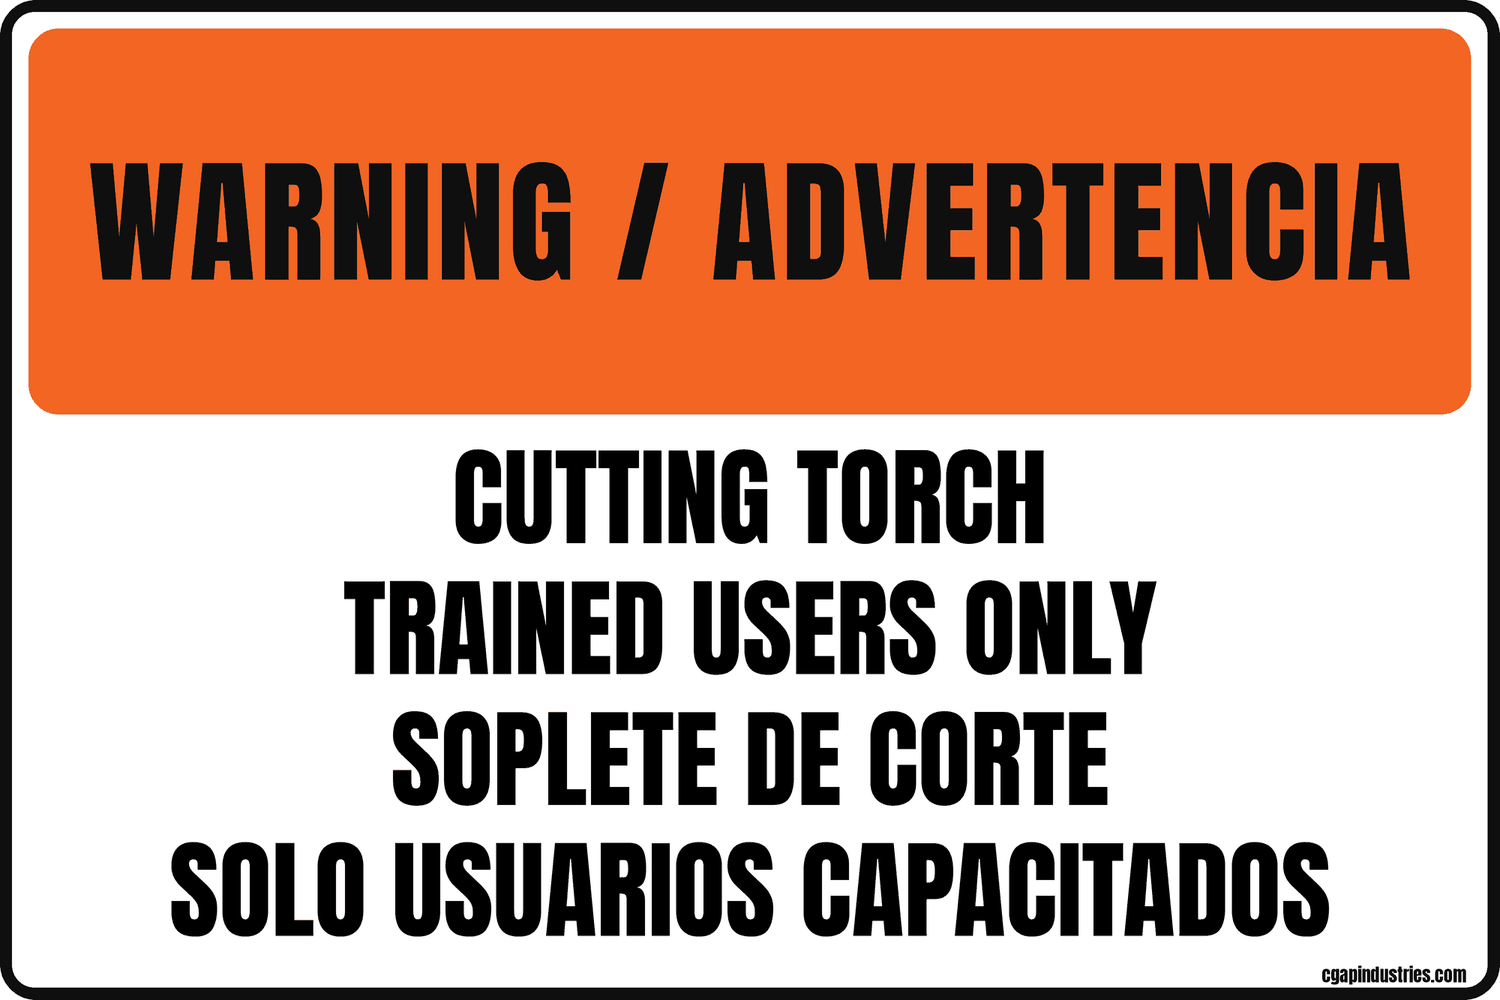 WARNING / ADVERTENCIA
CUTTING TORCH
TRAINED USERS ONLY
SOPLETE DE CORTE
SOLO USUARIOS CAPACITADOS
cgapindustries.com